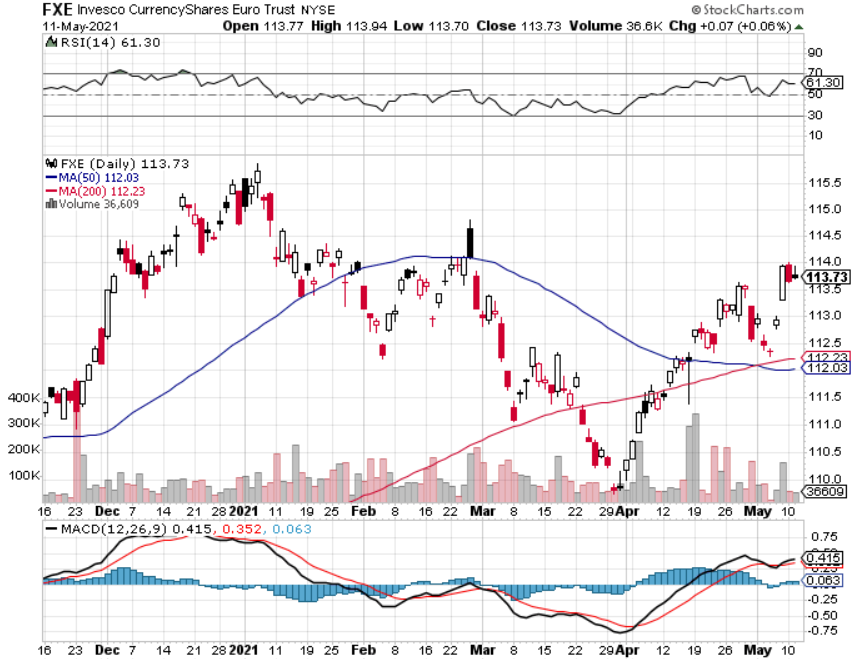 FXE Invesco CurrencyShares Euro Trust NYSE © StockCharts.com
11-May-2021 Open 113.77 High 113.94 Low 113.70 Close 113.73 Volume 36.6K Chg +0.07 (+0.06%)
RSI(14) 61.30
90
70
61.30
50
30
10
FXE (Daily) 113.73
MA(50) 112.03
MA(200) 112.23
Volume 36,609
115.5
115.0
114.5
114.0
113.73
113.5
113.0
112.5
112.23
112.03
111.5
111.0
110.5
110.0
36609
400K
300K
200K
100K
16 23 Dec 7 14 21 28 2021 11 19 25 Feb 8 16 22 Mar 8 15 22 29 Apr 12 19 26 May 10
MACD(12,26,9) 0.415, 0.352, 0.063
0.75
0.415
0.063
-0.25
-0.50
-0.75
16 23 Dec 7 14 21 28 2021 11 19 25 Feb 8 16 22 Mar 8 15 22 29 Apr 12 19 26 May 10